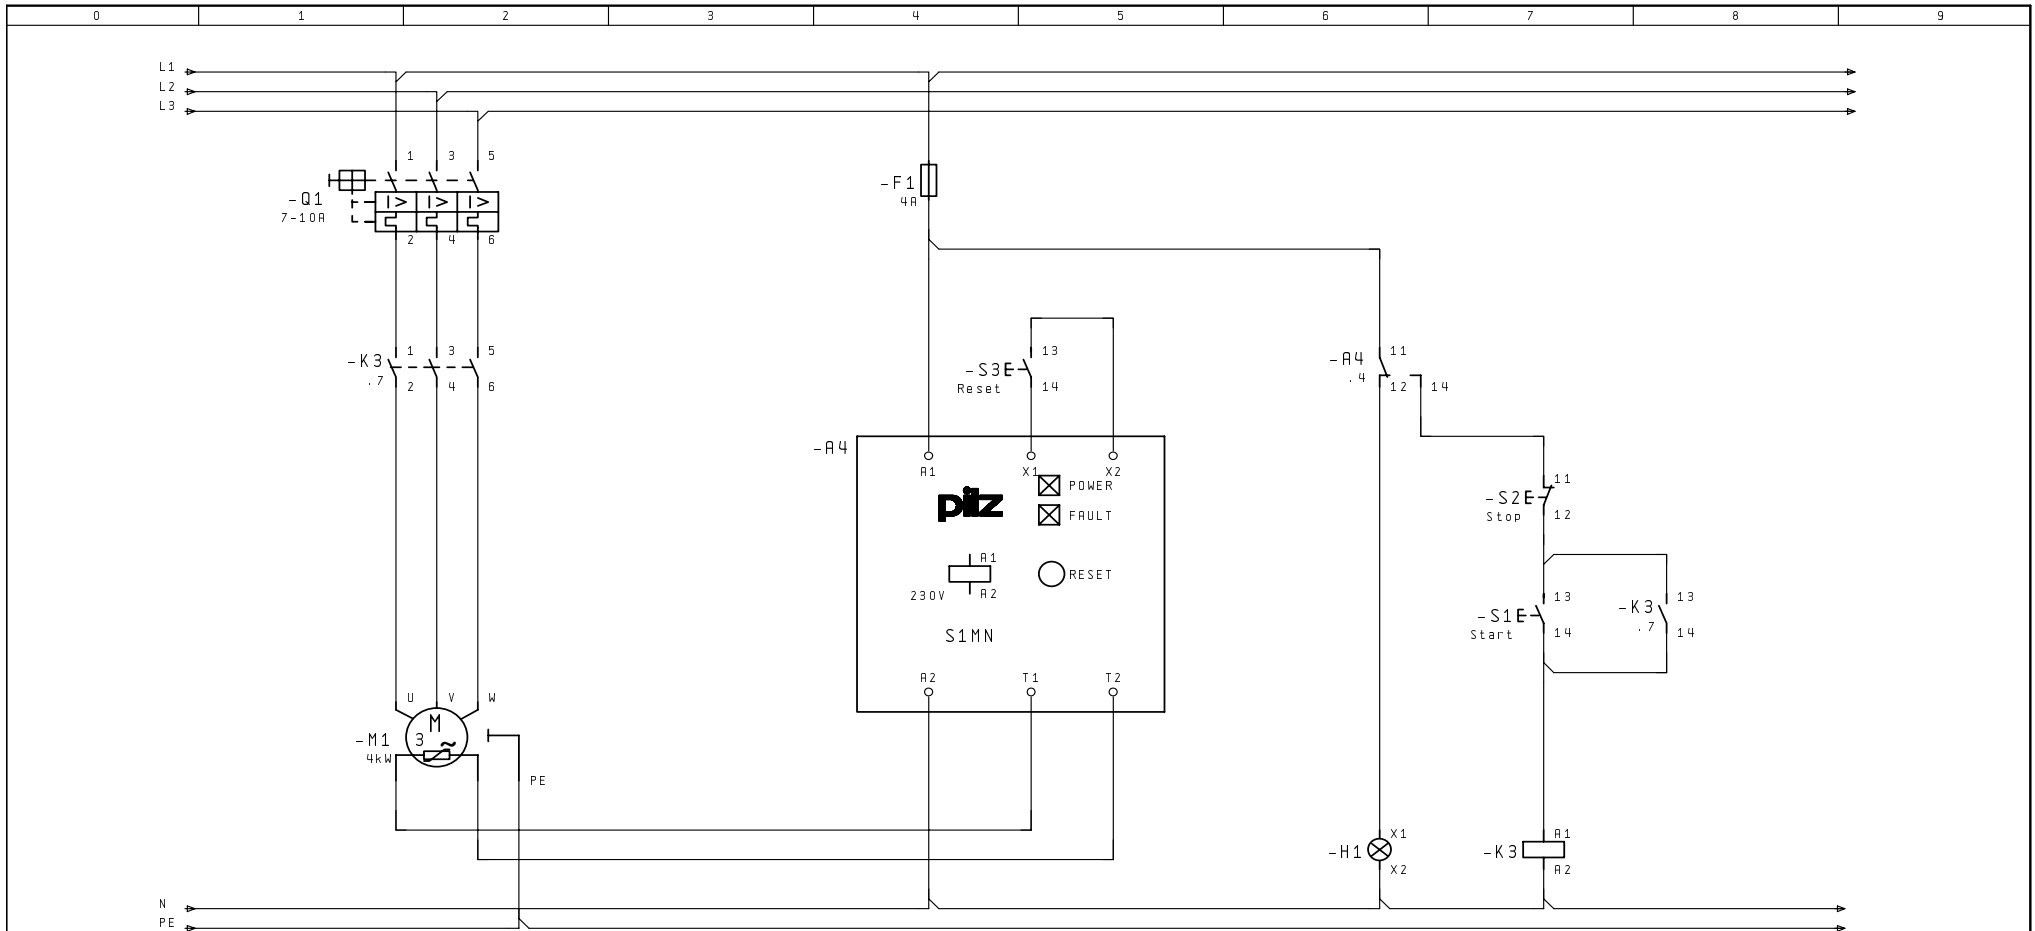 0 1 2 3 4 5 6 7 8 9
L1
L2
L3
1 3 5
-Q1
7-10A
2 4 6
-F1
4A
-K3
.7
1 3 5
2 4 6
-S3
Reset
13
14
-A4
.4
11
12 14
-A4
A1 X1 X2
pilz
POWER
FAULT
A1
RESET
230V
A2
S1MN
A2 T1 T2
-S2
Stop
11
12
-S1
Start
13
14
-K3
.7
13
14
U V W
M
3 ~
-M1
4kW
PE
-H1
X1
X2
-K3
A1
A2
N
PE